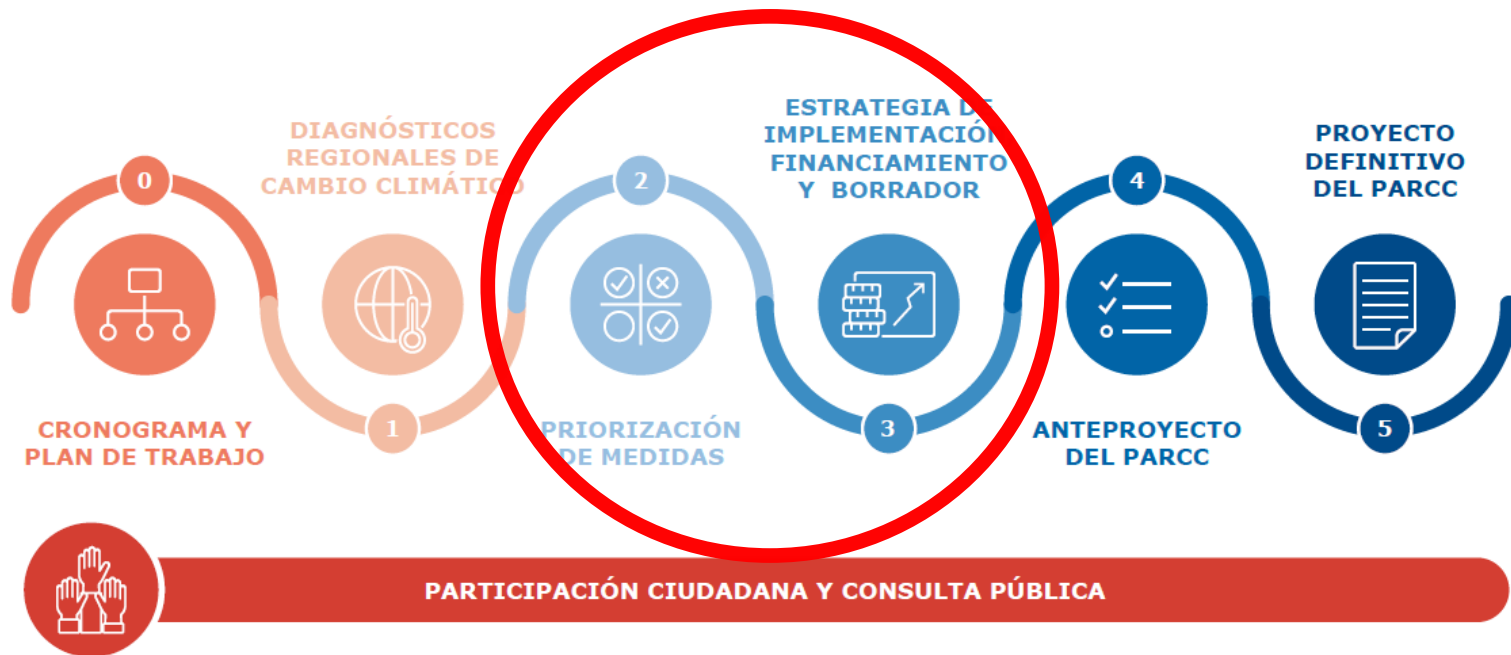 0
CRONOGRAMA Y
PLAN DE TRABAJO
DIAGNÓSTICOS
REGIONALES DE
CAMBIO CLIMÁTICO
1
2
PRIORIZACIÓN
DE MEDIDAS
ESTRATEGIA DE
IMPLEMENTACIÓN
FINANCIAMIENTO
Y BORRADOR
3
4
ANTEPROYECTO
DEL PARCC
PROYECTO
DEFINITIVO
DEL PARCC
5
PARTICIPACIÓN CIUDADANA Y CONSULTA PÚBLICA